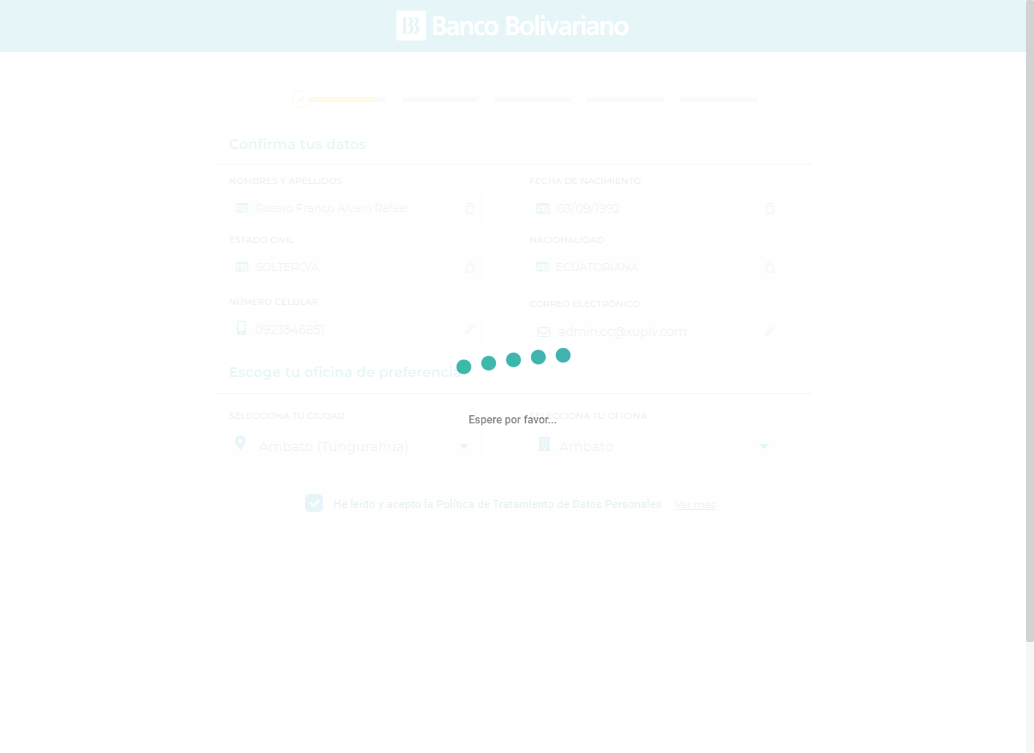 Banco Bolivariano
Confirma tus datos
NOMBRES Y APELLIDOS
FECHA DE NACIMIENTO
Rosero Franco Alvaro Rafael
03/09/1992
ESTADO CIVIL
NACIONALIDAD
SOLTERO/A
ECUATORIANA
NÚMERO CELULAR
CORREO ELECTRÓNICO
0923546851
admin.cc@xupiv.com
Escoge tu oficina de preferencia
Espere por favor...
SELECCIONA TU CIUDAD
SELECCIONA TU OFICINA
Ambato (Tungurahua)
Ambato
He leído y acepto la Política de Tratamiento de Datos Personales
Ver más